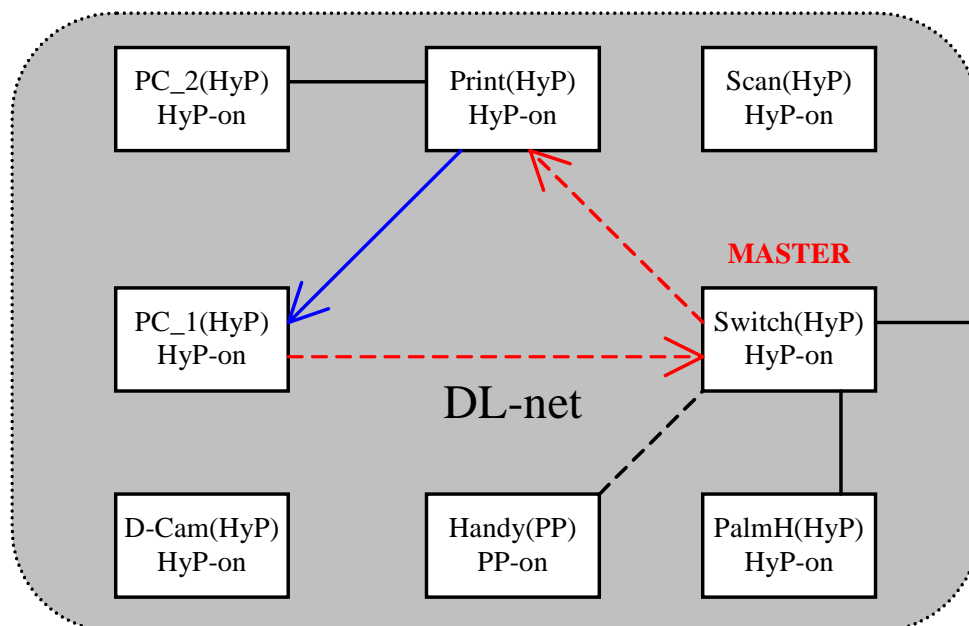 PC_2(HyP)
HyP-on
Print(HyP)
HyP-on
Scan(HyP)
HyP-on
MASTER
PC_1(HyP)
HyP-on
Switch(HyP)
HyP-on
DL-net
D-Cam(HyP)
HyP-on
Handy(PP)
PP-on
PalmH(HyP)
HyP-on